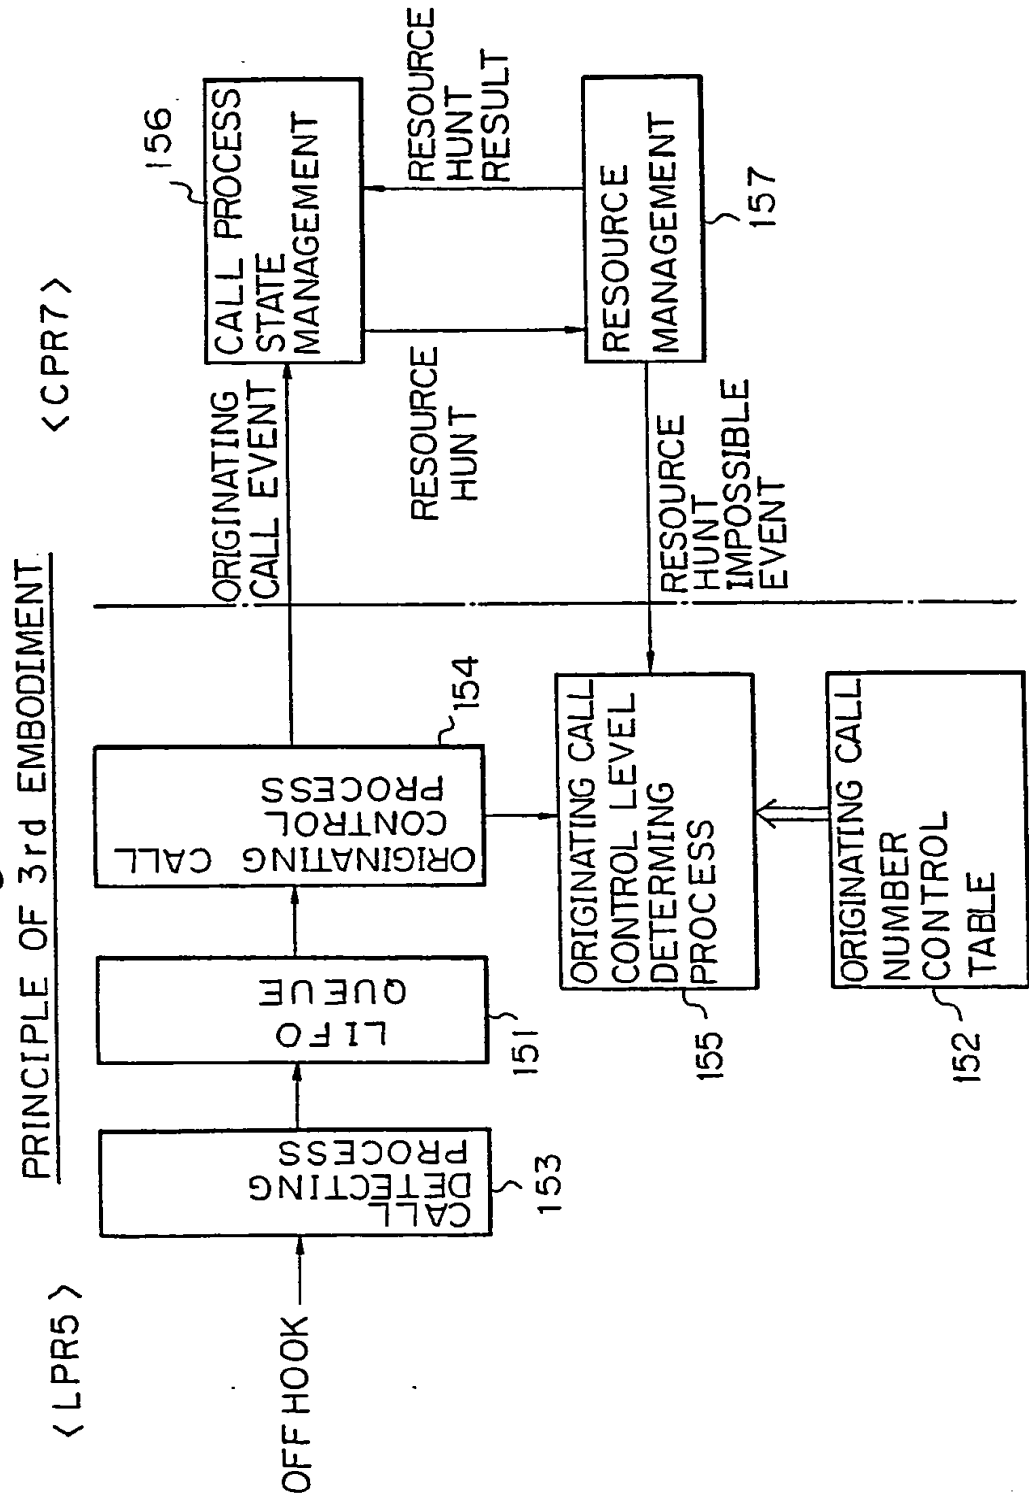 PRINCIPLE OF 3rd EMBODIMENT
<LPR5>
<CPR7>
OFF HOOK
CALL
DETECTING
PROCESS
153
LIFO
QUEUE
151
ORIGINATING CALL
CONTROL
PROCESS
154
ORIGINATING
CALL EVENT
CALL PROCESS
STATE
MANAGEMENT
156
RESOURCE
HUNT
RESOURCE
HUNT
RESULT
ORIGINATING CALL
CONTROL LEVEL
DETERMING
PROCESS
155
RESOURCE
HUNT
IMPOSSIBLE
EVENT
RESOURCE
MANAGEMENT
157
ORIGINATING CALL
NUMBER
CONTROL
TABLE
152